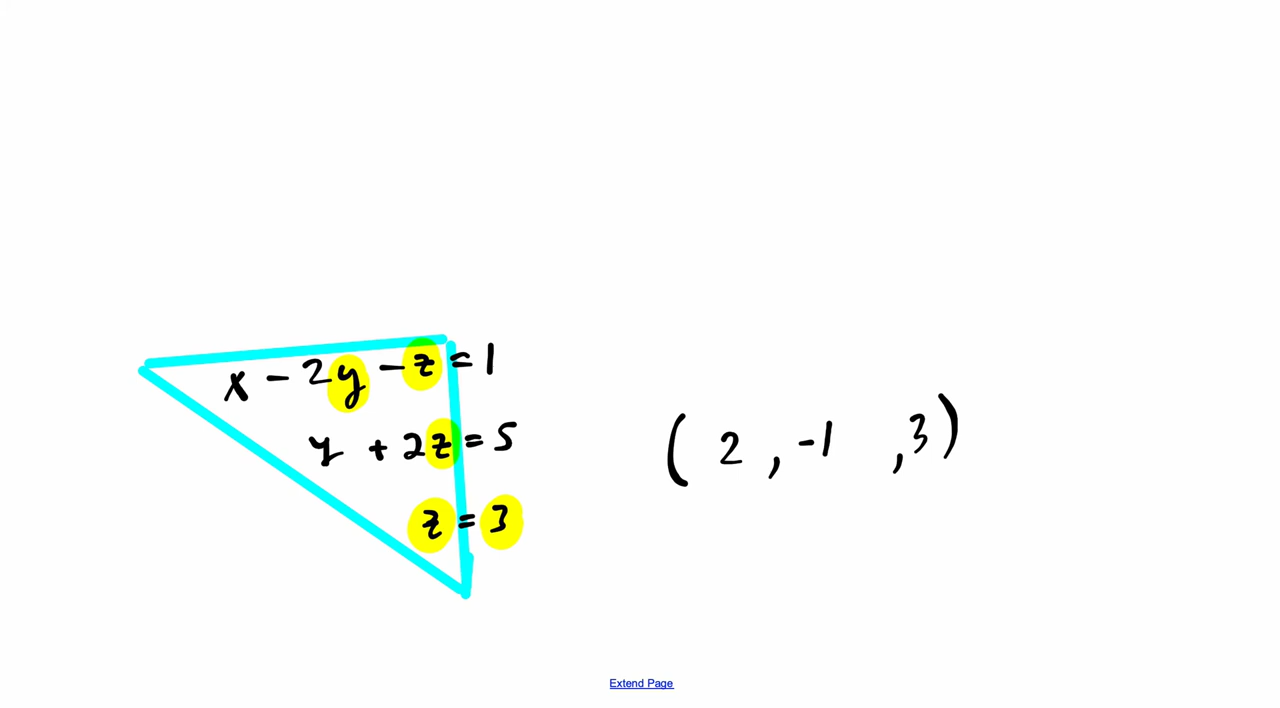 x - 2y - z = 1
y + 2z = 5
z = 3
(2, -1, 3)
Extend Page